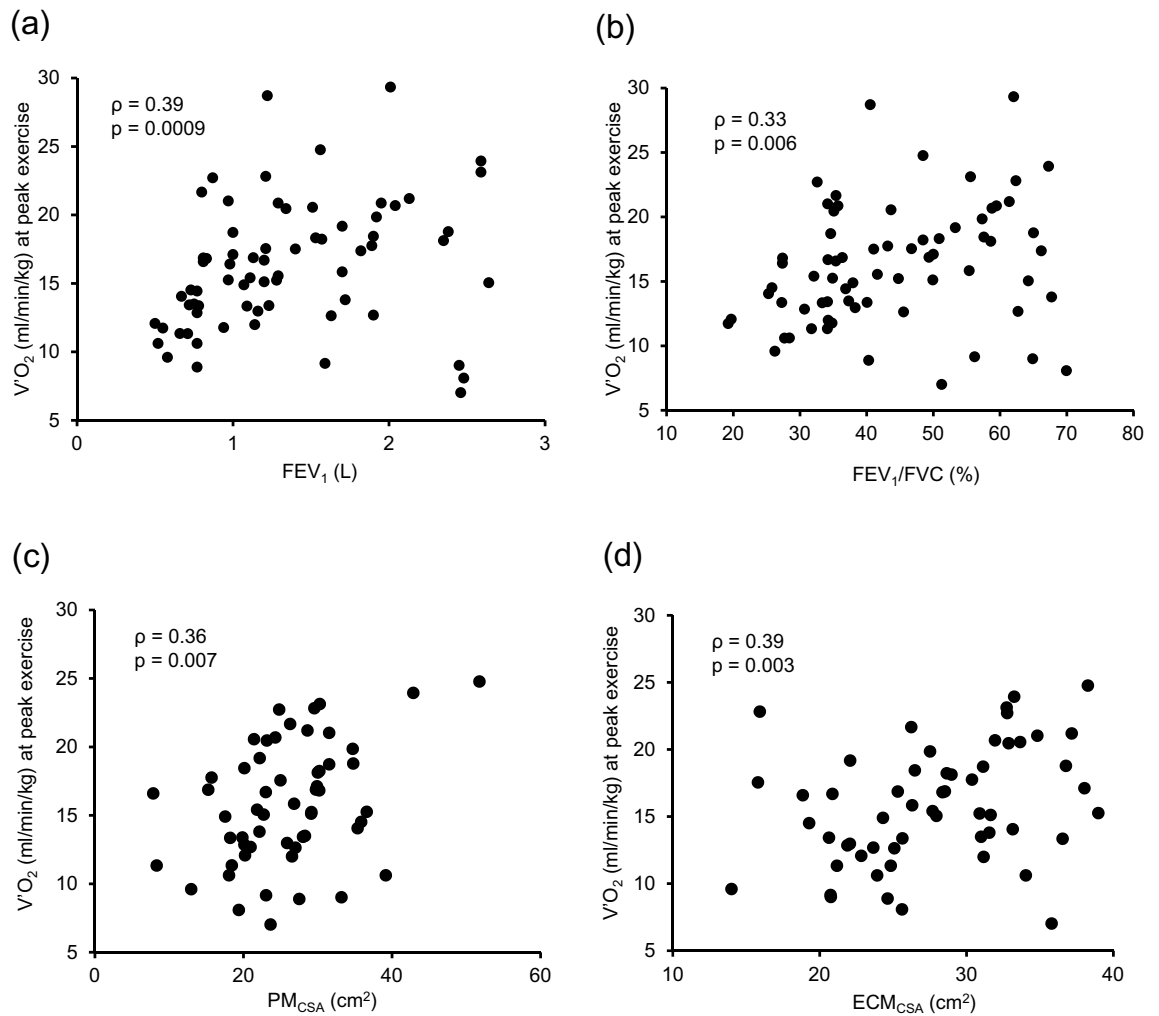 (a)
ρ = 0.39
p = 0.0009
V'O2 (ml/min/kg) at peak exercise
30
25
20
15
10
5
0 1 2 3
FEV1 (L)
(b)
ρ = 0.33
p = 0.006
V'O2 (ml/min/kg) at peak exercise
30
25
20
15
10
5
10 20 30 40 50 60 70 80
FEV1/FVC (%)
(c)
ρ = 0.36
p = 0.007
V'O2 (ml/min/kg) at peak exercise
30
25
20
15
10
5
0 20 40 60
PMCSA (cm²)
(d)
ρ = 0.39
p = 0.003
V'O2 (ml/min/kg) at peak exercise
30
25
20
15
10
5
10 20 30 40
ECMCSA (cm²)